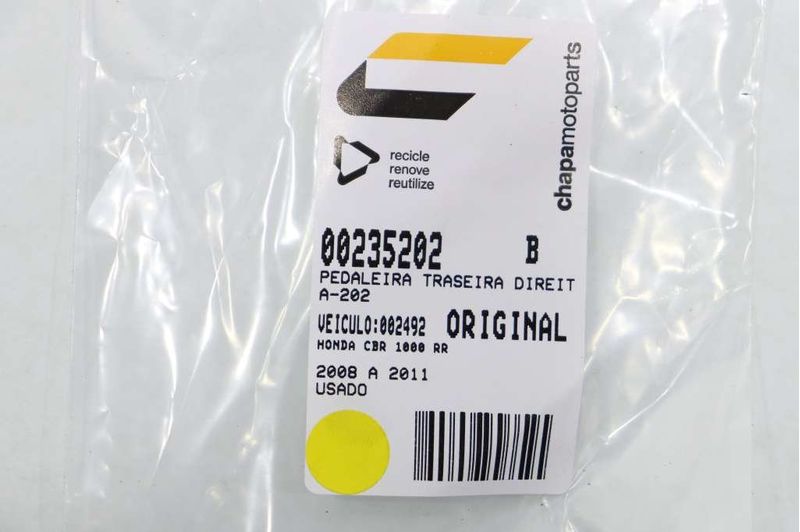 chapamotoparts
recicle
renove
reutilize
00235202 B
PEDALEIRA TRASEIRA DIREIT
A-202
VEICULO:002492 ORIGINAL
HONDA CBR 1000 RR
2008 A 2011
USADO